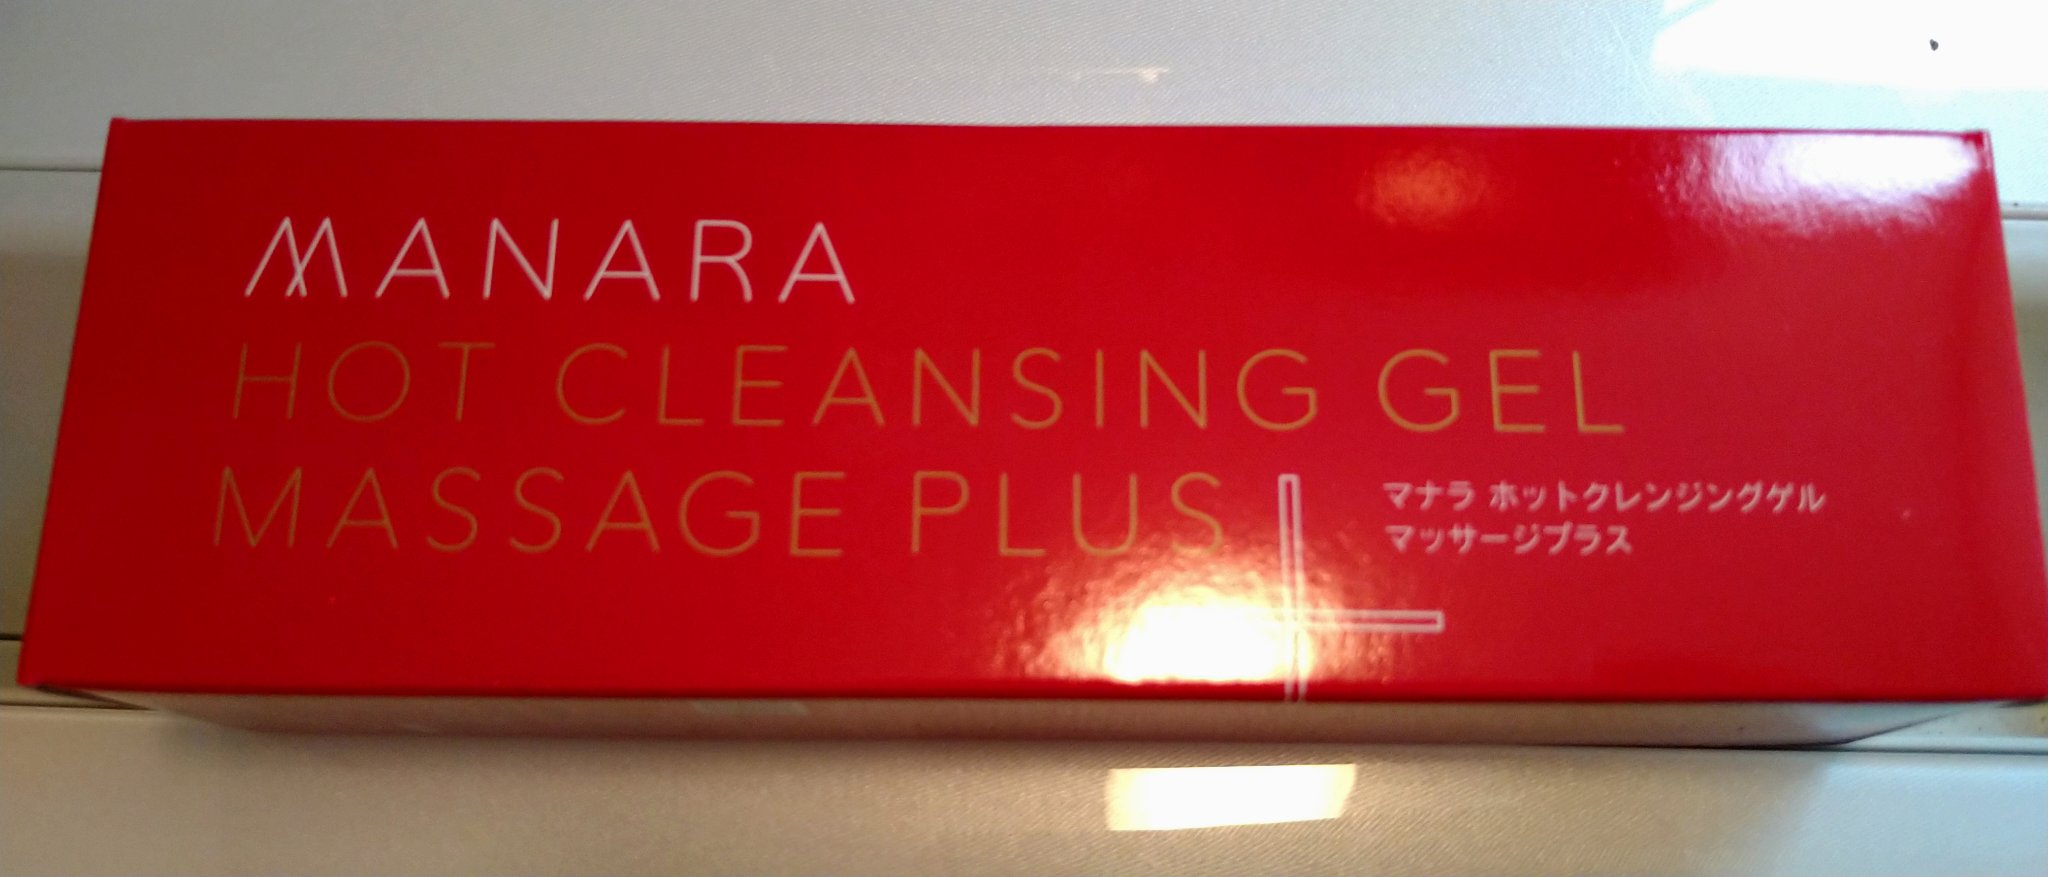 MANARA
HOT CLEANSING GEL
MASSAGE PLUS
マナラ ホットクレンジングゲル
マッサージプラス